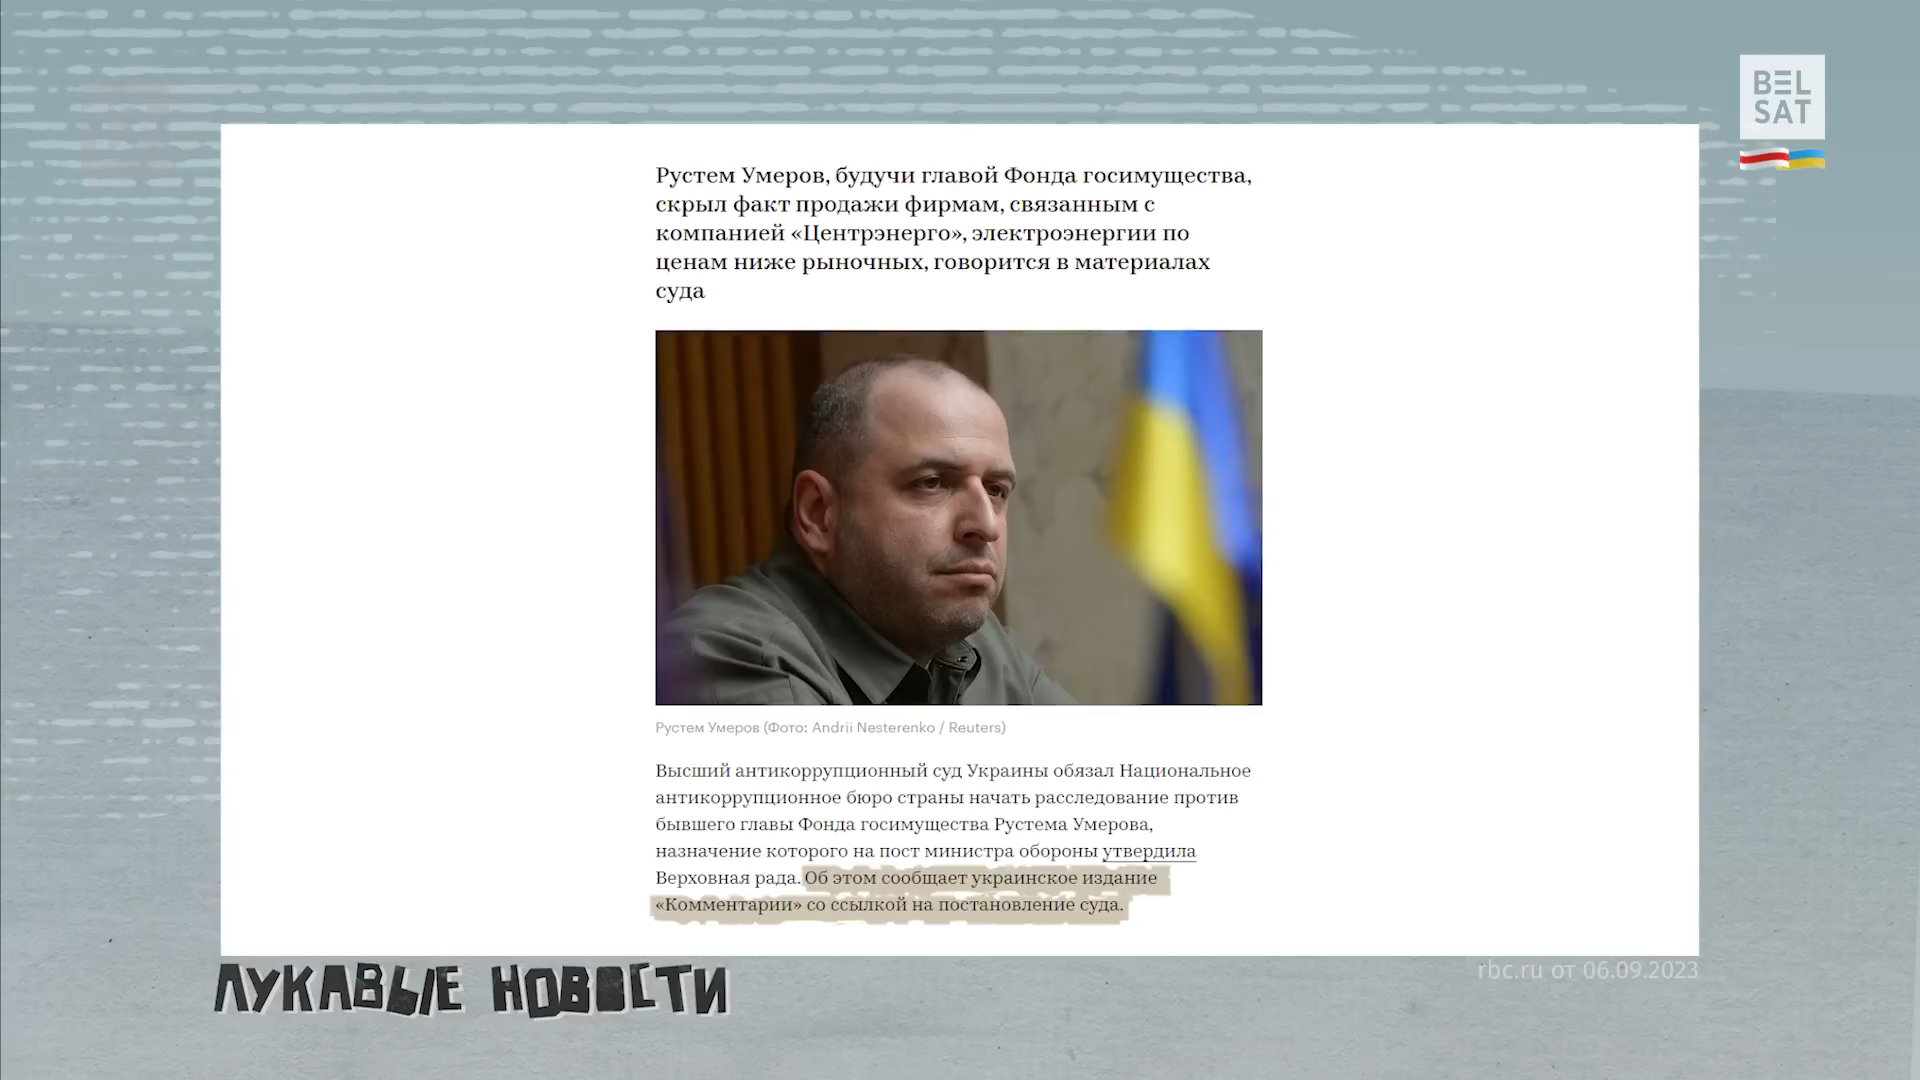 BEL
SAT
Рустем Умеров, будучи главой Фонда госимущества,
скрыл факт продажи фирмам, связанным с
компанией «Центрэнерго», электроэнергии по
ценам ниже рыночных, говорится в материалах
суда
Рустем Умеров (Фото: Andrii Nesterenko / Reuters)
Высший антикоррупционный суд Украины обязал Национальное
антикоррупционное бюро страны начать расследование против
бывшего главы Фонда госимущества Рустема Умерова,
назначение которого на пост министра обороны утвердила
Верховная рада. Об этом сообщает украинское издание
«Комментарии» со ссылкой на постановление суда.
ЛУКАВЫЕ НОВОСТИ
rbc.ru от 06.09.2023